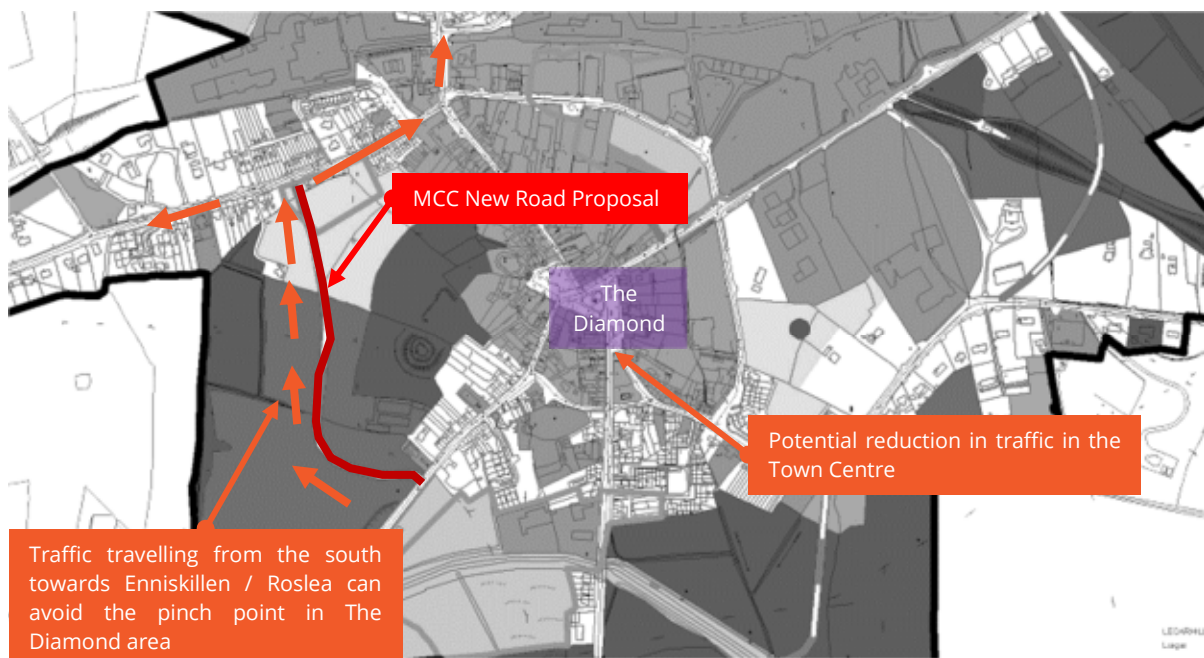 MCC New Road Proposal
The
Diamond
Potential reduction in traffic in the
Town Centre
Traffic travelling from the south
towards Enniskillen / Roslea can
avoid the pinch point in The
Diamond area